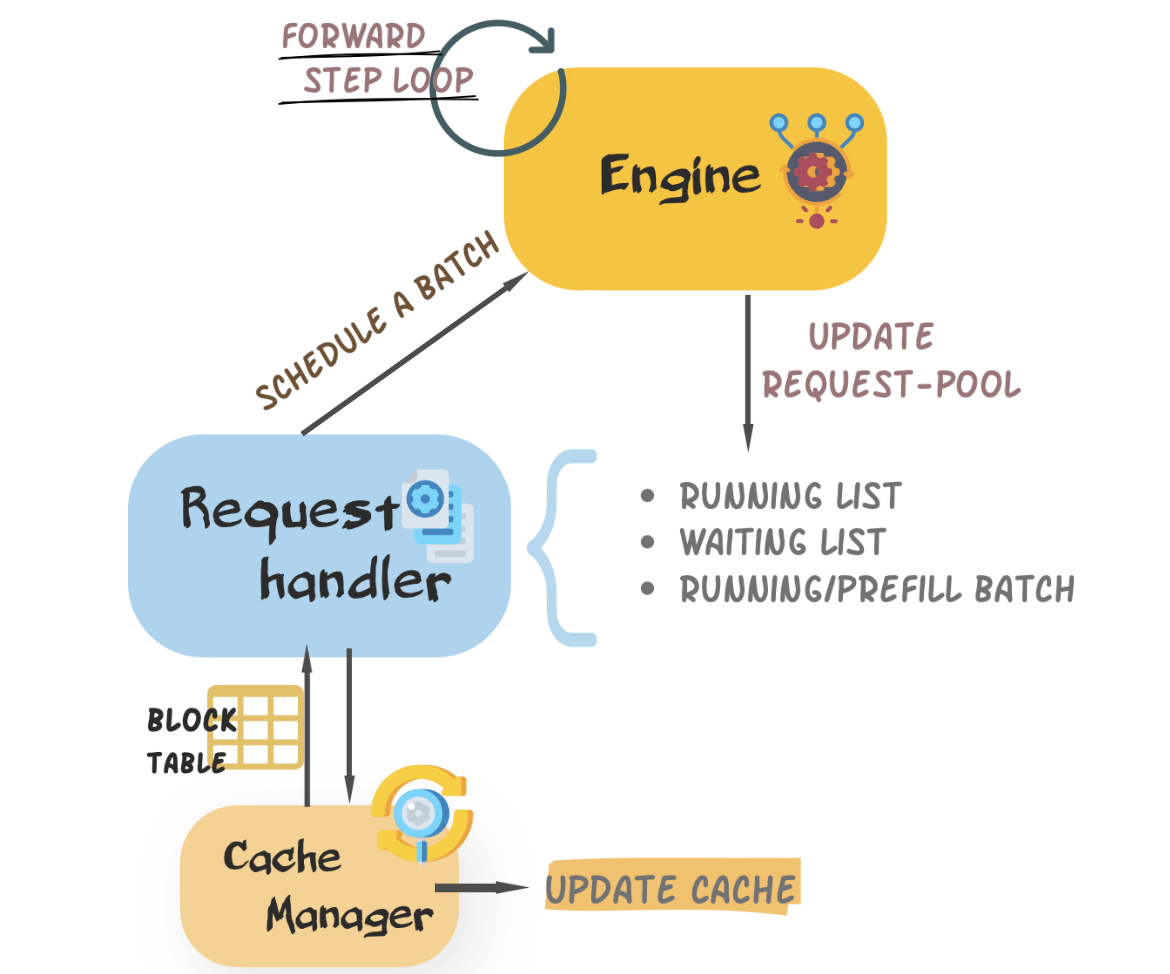 FORWARD
STEP LOOP
Engine
SCHEDULE A BATCH
UPDATE
REQUEST-POOL
Request
handler
• RUNNING LIST
• WAITING LIST
• RUNNING/PREFILL BATCH
BLOCK
TABLE
Cache
Manager
UPDATE CACHE